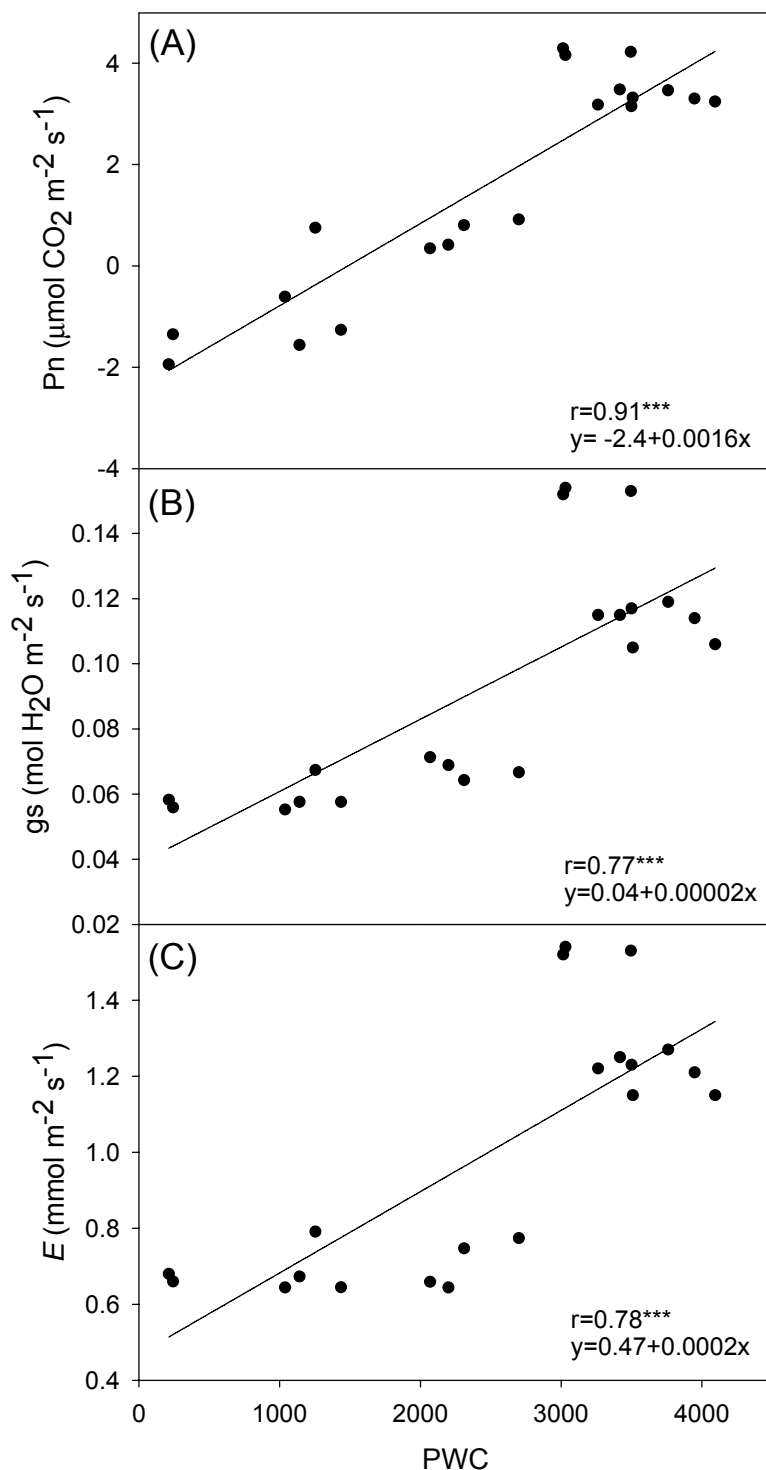 (A)
4
2
0
-2
-4
Pn (μmol CO2 m-2 s-1)
r=0.91***
y= -2.4+0.0016x
(B)
0.14
0.12
0.10
0.08
0.06
0.04
0.02
gs (mol H2O m-2 s-1)
r=0.77***
y=0.04+0.00002x
(C)
1.4
1.2
1.0
0.8
0.6
0.4
E (mmol m-2 s-1)
r=0.78***
y=0.47+0.0002x
0 1000 2000 3000 4000
PWC